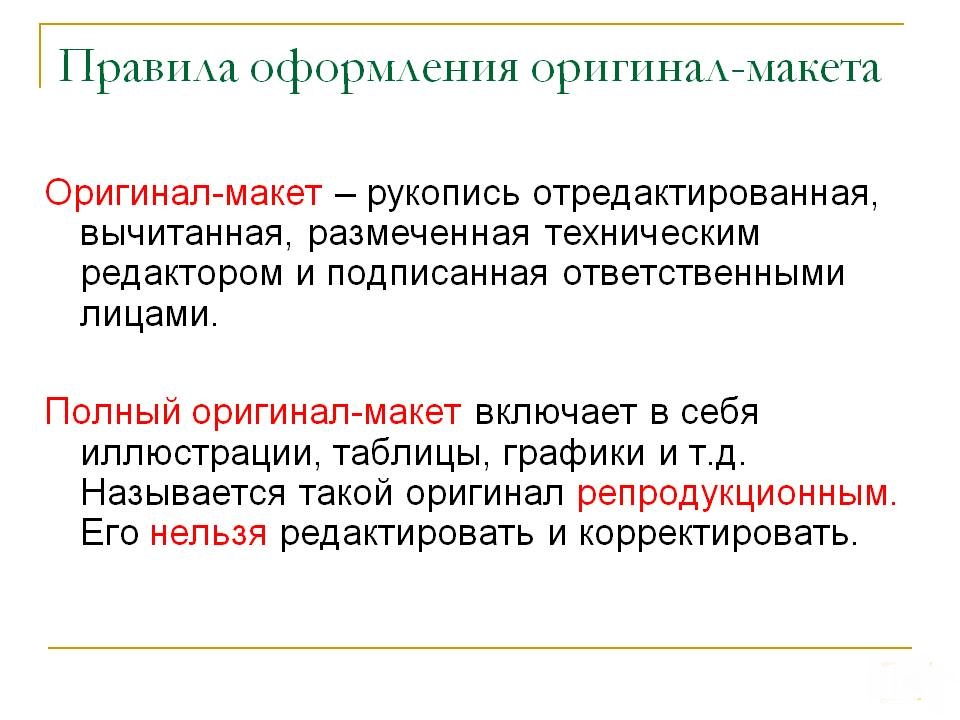 Правила оформления оригинал-макета
Оригинал-макет – рукопись отредактированная,
вычитанная, размеченная техническим
редактором и подписанная ответственными
лицами.
Полный оригинал-макет включает в себя
иллюстрации, таблицы, графики и т.д.
Называется такой оригинал репродукционным.
Его нельзя редактировать и корректировать.